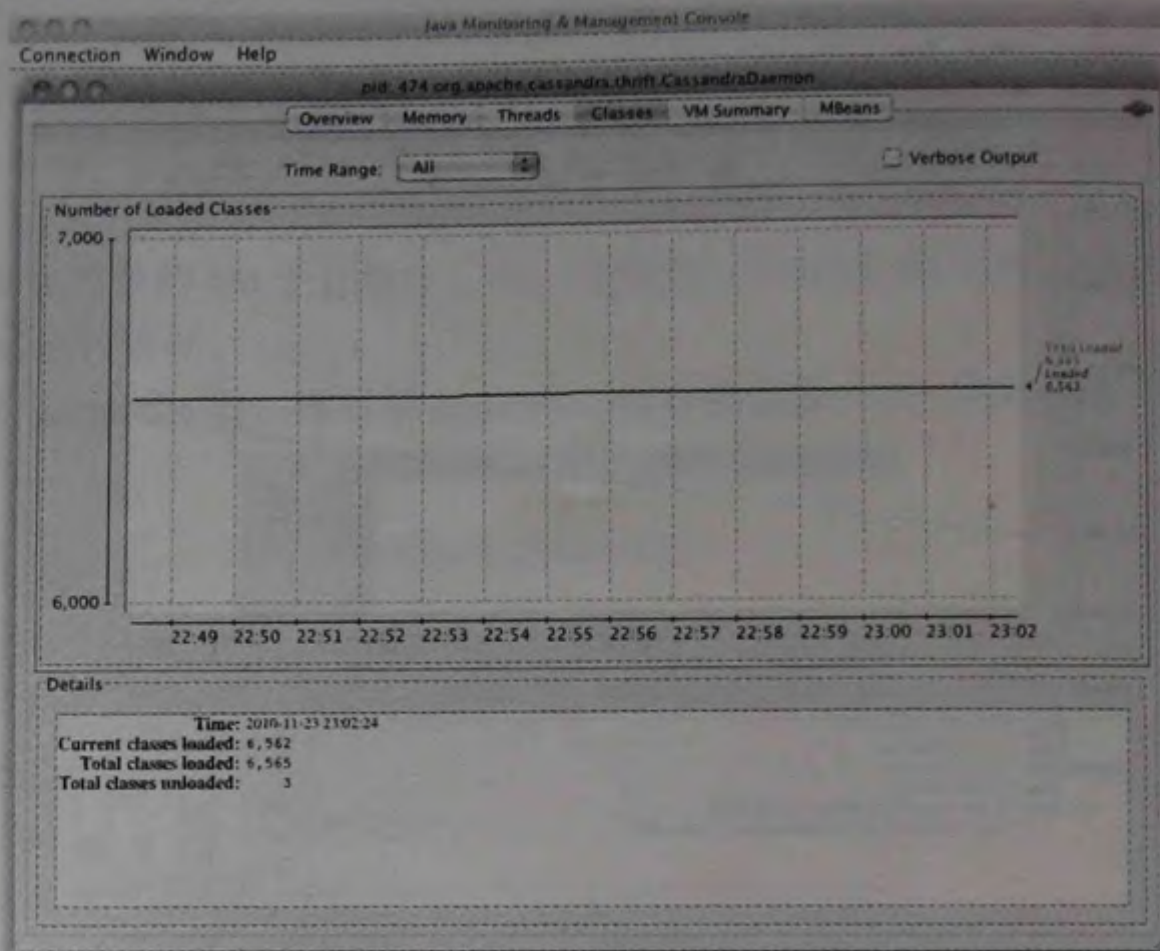 Java Monitoring & Management Console
Connection Window Help
pid: 474 org.apache.cassandra.thrift.CassandraDaemon
Overview Memory Threads Classes VM Summary MBeans
Time Range: All Verbose Output
Number of Loaded Classes
7,000
Loaded
6,000
22:49 22:50 22:51 22:52 22:53 22:54 22:55 22:56 22:57 22:58 22:59 23:00 23:01 23:02
Details
Time: 2010-11-23 23:02:24
Current classes loaded: 6,562
Total classes loaded: 6,565
Total classes unloaded: 3